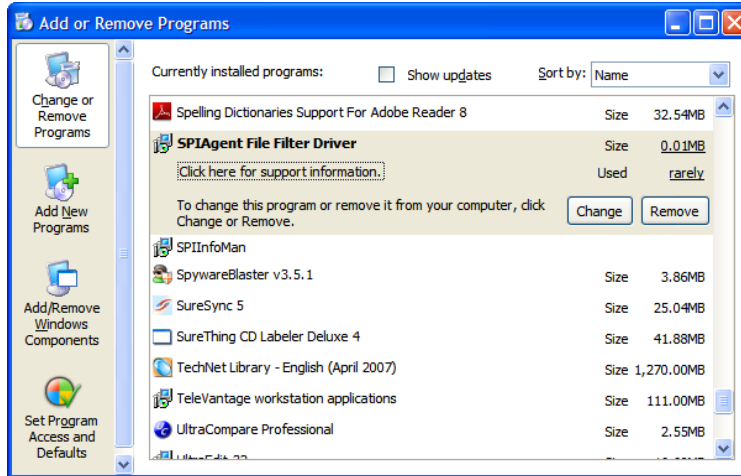 Add or Remove Programs
Change or
Remove
Programs
Add New
Programs
Add/Remove
Windows
Components
Set Program
Access and
Defaults
Currently installed programs: Show updates Sort by: Name
Spelling Dictionaries Support For Adobe Reader 8 Size 32.54MB
SPIAgent File Filter Driver Size 0.01MB
Click here for support information. Used rarely
To change this program or remove it from your computer, click
Change or Remove.
Change Remove
SPIInfoMan
SpywareBlaster v3.5.1 Size 3.86MB
SureSync 5 Size 25.04MB
SureThing CD Labeler Deluxe 4 Size 41.88MB
TechNet Library - English (April 2007) Size 1,270.00MB
TeleVantage workstation applications Size 111.00MB
UltraCompare Professional Size 2.55MB